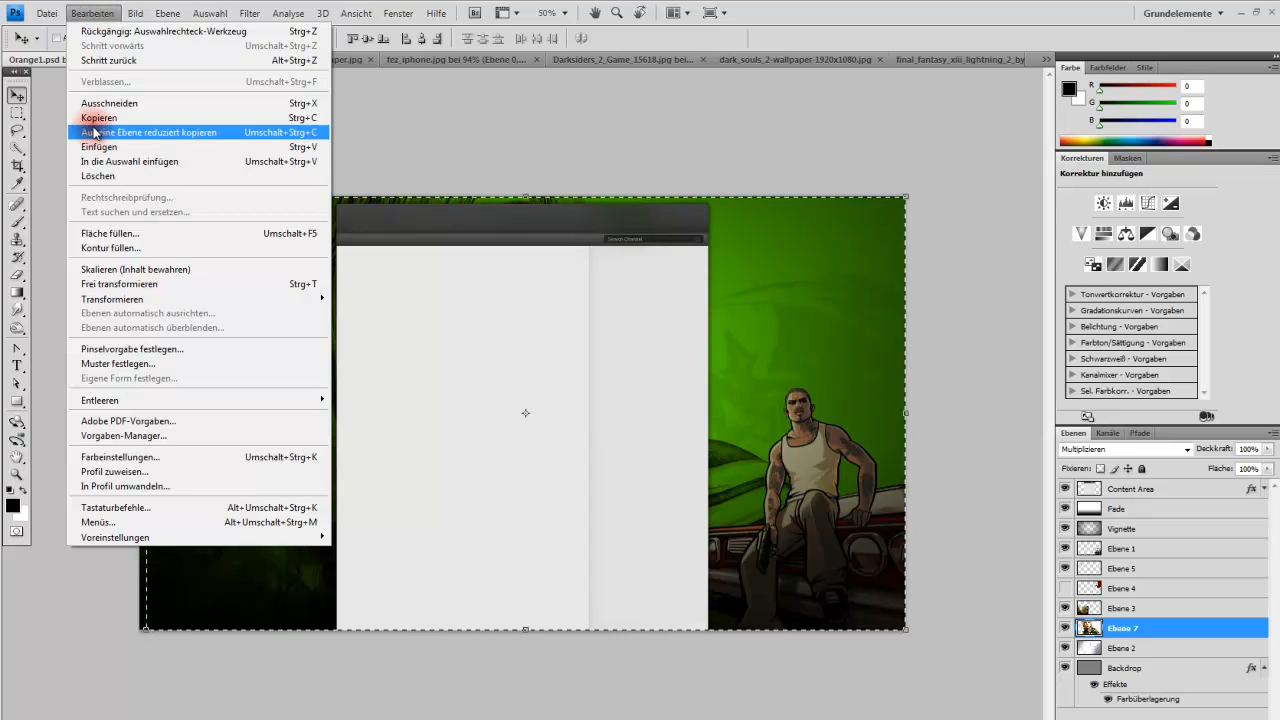 Ps Datei Bearbeiten Bild Ebene Auswahl Filter Analyse 3D Ansicht Fenster Hilfe Br 50% Grundelemente
Orange1.psd b
per.jpg fez_iphone.jpg bei 94% (Ebene 0, Darksiders_2_Game_15618.jpg bei... dark_souls_2-wallpaper-1920x1080.jpg final_fantasy_xiii_lightning_2_by
Rückgängig: Auswahlrechteck-Werkzeug Strg+Z
Schritt vorwärts Umschalt+Strg+Z
Schritt zurück Alt+Strg+Z
Verblassen... Umschalt+Strg+F
Ausschneiden Strg+X
Kopieren Strg+C
Auf eine Ebene reduziert kopieren Umschalt+Strg+C
Einfügen Strg+V
In die Auswahl einfügen Umschalt+Strg+V
Löschen
Rechtschreibprüfung...
Text suchen und ersetzen...
Fläche füllen... Umschalt+F5
Kontur füllen...
Skalieren (Inhalt bewahren)
Frei transformieren Strg+T
Transformieren
Ebenen automatisch ausrichten...
Ebenen automatisch überblenden...
Pinselvorgabe festlegen...
Muster festlegen...
Eigene Form festlegen...
Entleeren
Adobe PDF-Vorgaben...
Vorgaben-Manager...
Farbeinstellungen... Umschalt+Strg+K
Profil zuweisen...
In Profil umwandeln...
Tastaturbefehle... Alt+Umschalt+Strg+K
Menüs... Alt+Umschalt+Strg+M
Voreinstellungen
Search Channel
Farbe Farbfelder Stile
R 0
G 0
B 0
Korrekturen Masken
Korrektur hinzufügen
Tonwertkorrektur - Vorgaben
Gradationskurven - Vorgaben
Belichtung - Vorgaben
Farbton/Sättigung - Vorgaben
Schwarzweiß - Vorgaben
Kanalmixer - Vorgaben
Sel. Farbkorr. - Vorgaben
Ebenen Kanäle Pfade
Multiplizieren Deckkraft: 100%
Fixieren: Fläche: 100%
Content Area fx
Fade
Vignette
Ebene 1
Ebene 5
Ebene 4
Ebene 3
Ebene 7
Ebene 2
Backdrop fx
Effekte
Farbüberlagerung